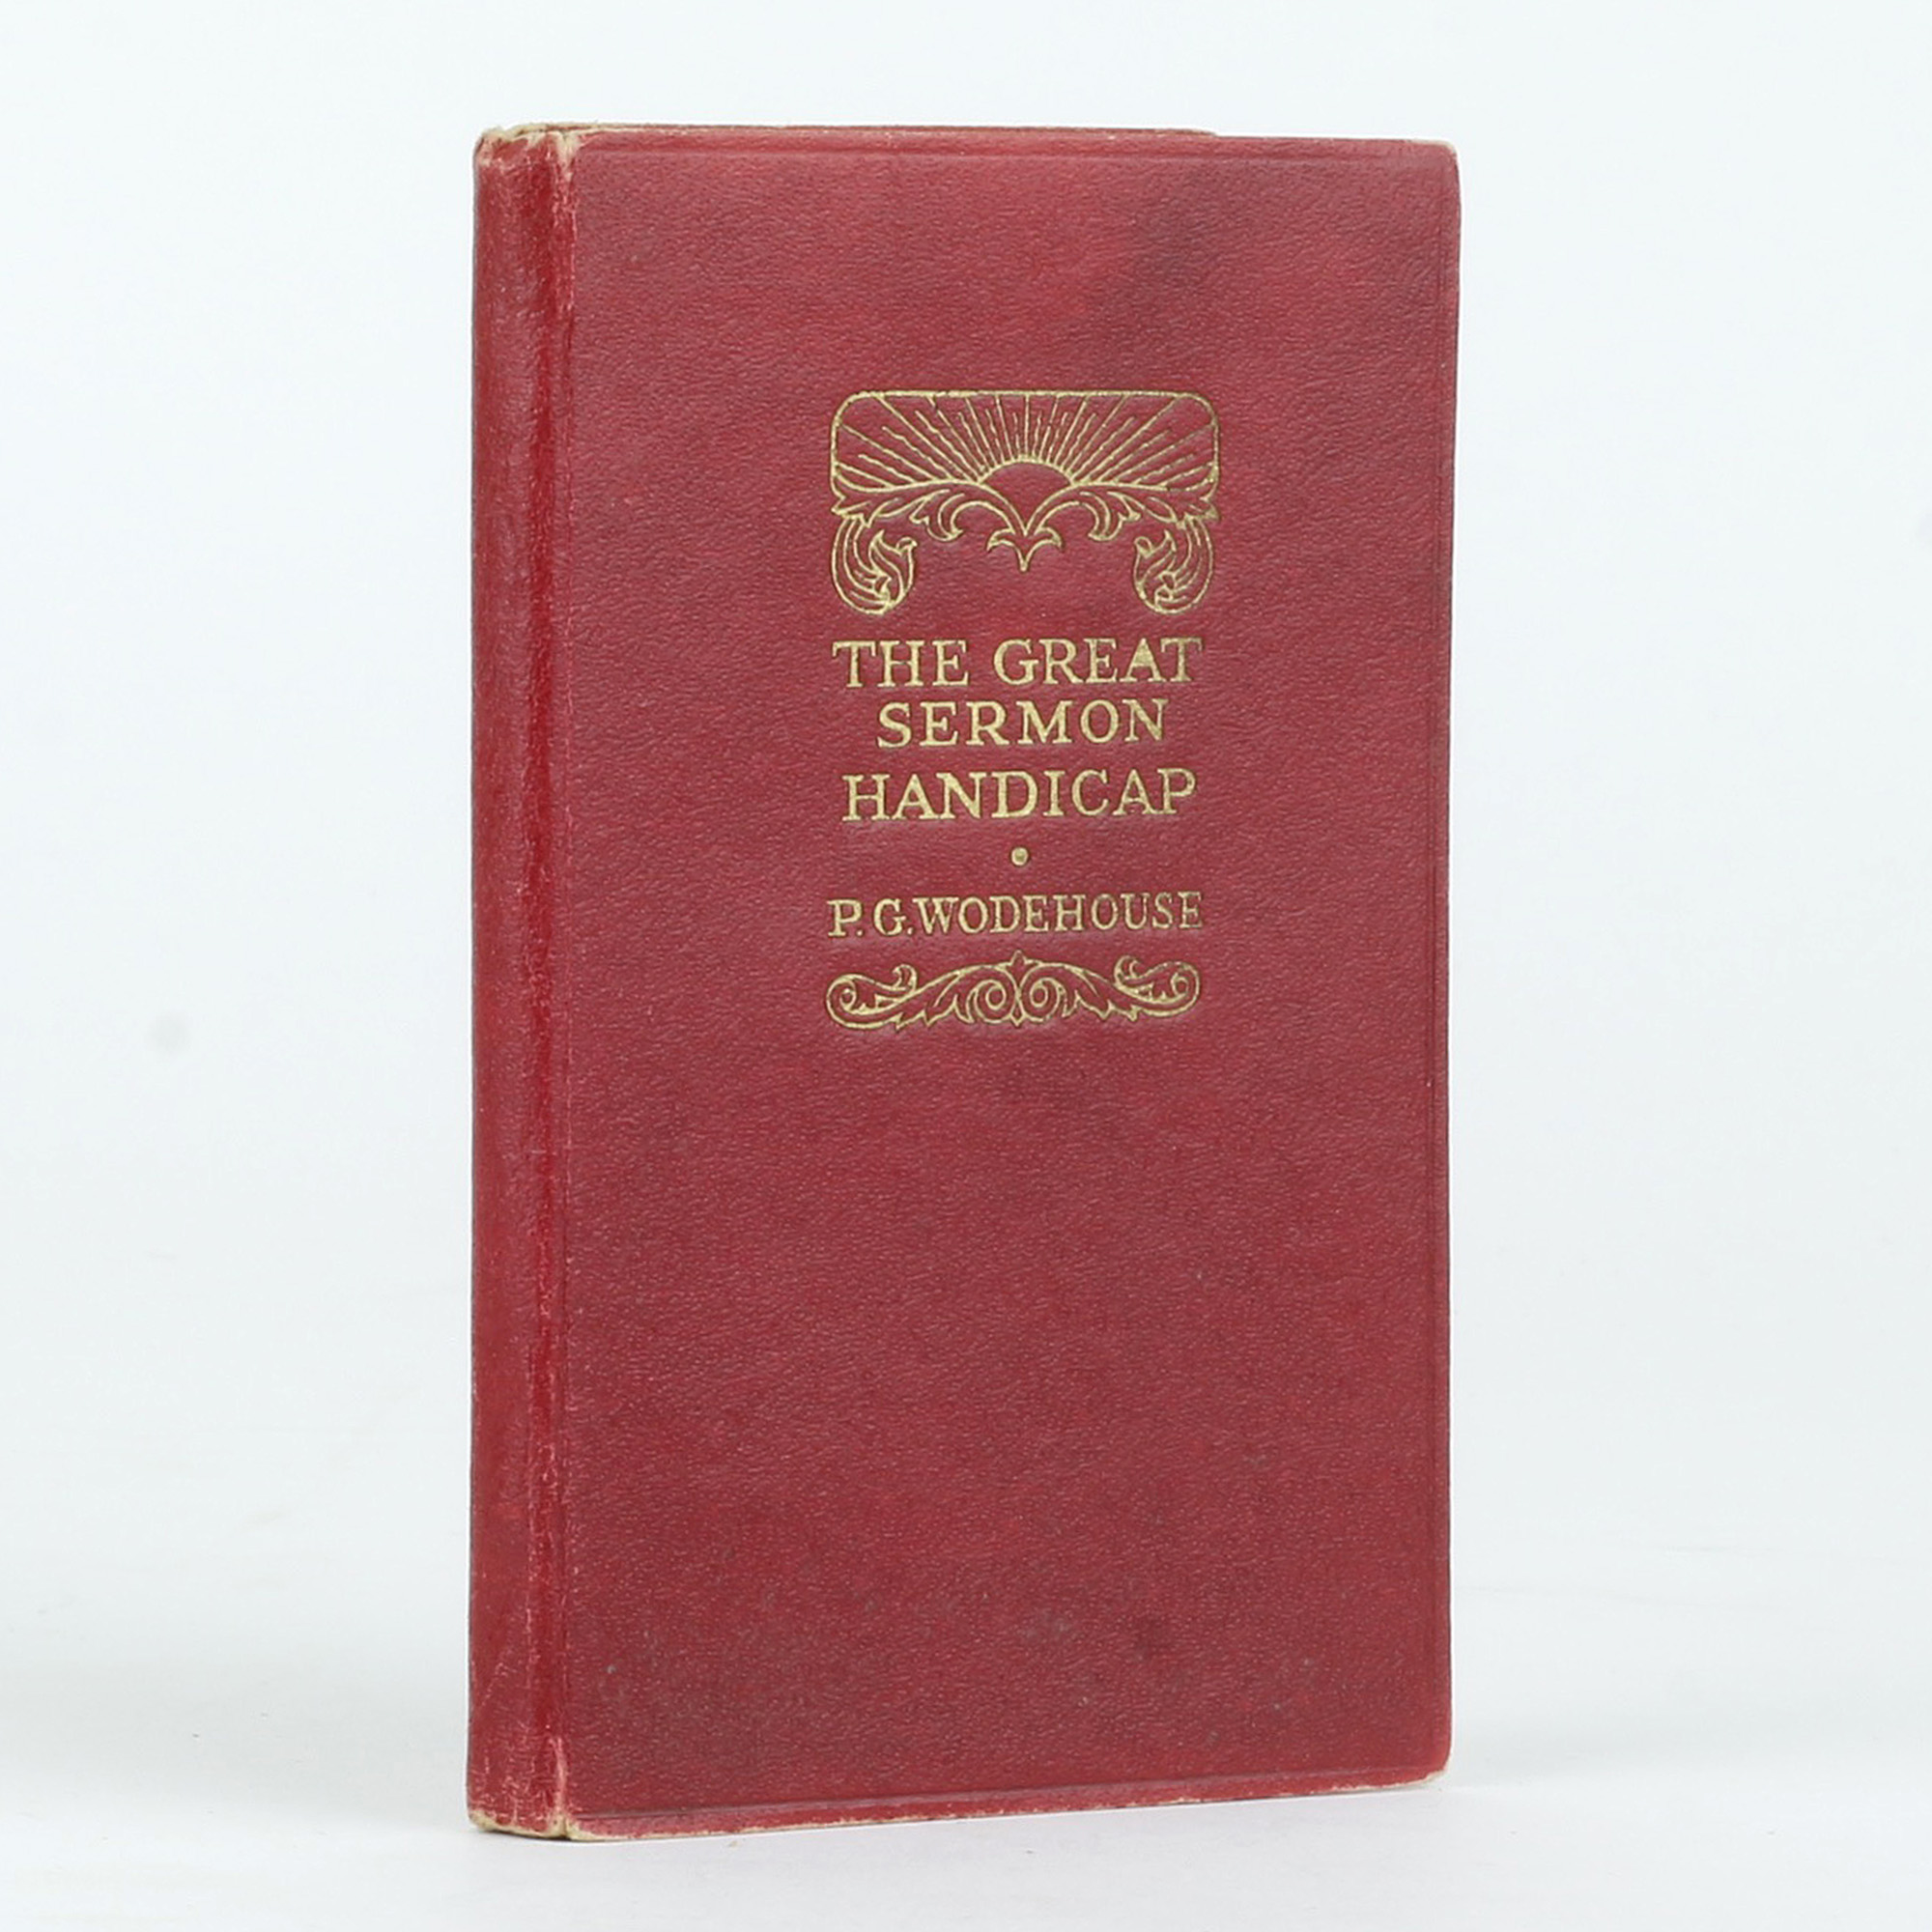 THE GREAT
SERMON
HANDICAP
P. G. WODEHOUSE